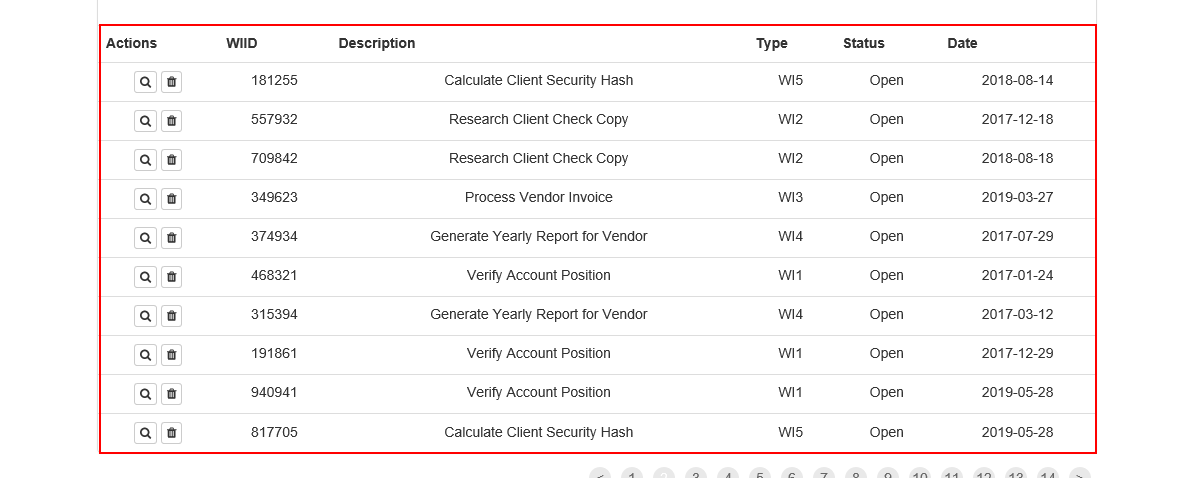 Actions WIID Description Type Status Date
181255 Calculate Client Security Hash WI5 Open 2018-08-14
557932 Research Client Check Copy WI2 Open 2017-12-18
709842 Research Client Check Copy WI2 Open 2018-08-18
349623 Process Vendor Invoice WI3 Open 2019-03-27
374934 Generate Yearly Report for Vendor WI4 Open 2017-07-29
468321 Verify Account Position WI1 Open 2017-01-24
315394 Generate Yearly Report for Vendor WI4 Open 2017-03-12
191861 Verify Account Position WI1 Open 2017-12-29
940941 Verify Account Position WI1 Open 2019-05-28
817705 Calculate Client Security Hash WI5 Open 2019-05-28
< 1 2 3 4 5 6 7 8 9 10 11 12 13 14 >